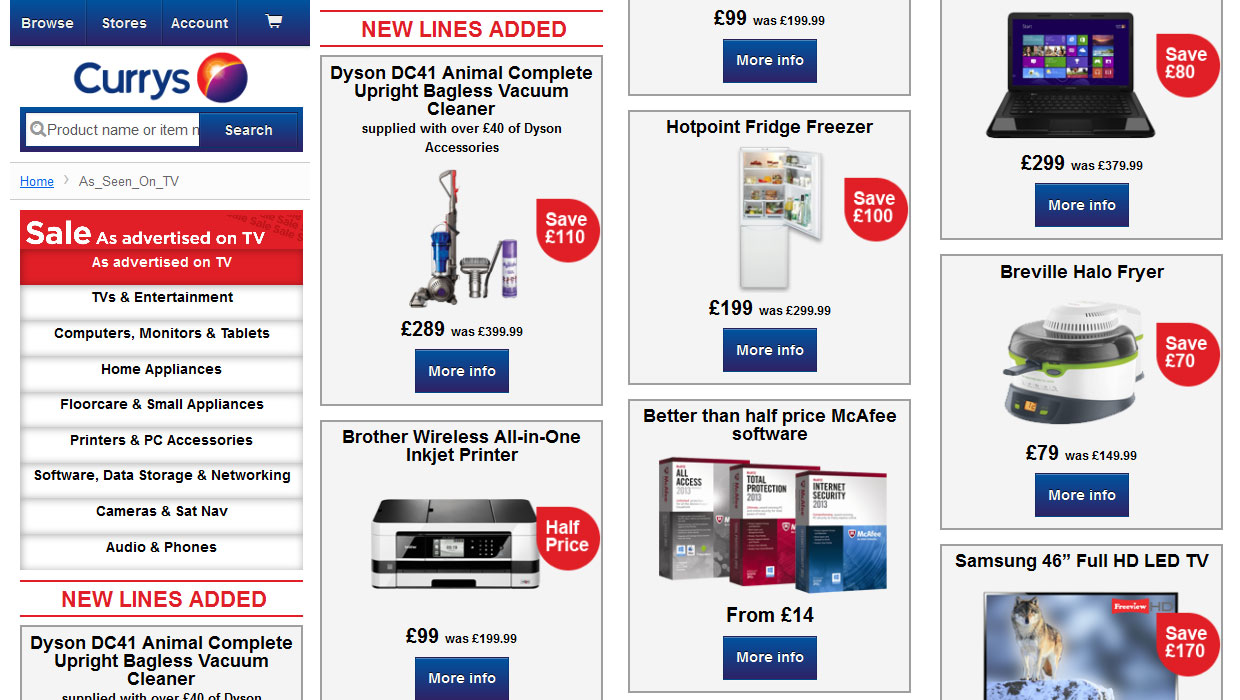 Browse
Stores
Account
Currys
Product name or item n
Search
Home
As_Seen_On_TV
Sale As advertised on TV
As advertised on TV
TVs & Entertainment
Computers, Monitors & Tablets
Home Appliances
Floorcare & Small Appliances
Printers & PC Accessories
Software, Data Storage & Networking
Cameras & Sat Nav
Audio & Phones
NEW LINES ADDED
Dyson DC41 Animal Complete
Upright Bagless Vacuum
Cleaner
supplied with over £40 of Dyson
NEW LINES ADDED
Dyson DC41 Animal Complete
Upright Bagless Vacuum
Cleaner
supplied with over £40 of Dyson
Accessories
Save
£110
£289 was £399.99
More info
Brother Wireless All-in-One
Inkjet Printer
Half
Price
£99 was £199.99
More info
£99 was £199.99
More info
Hotpoint Fridge Freezer
Save
£100
£199 was £299.99
More info
Better than half price McAfee
software
ALL
ACCESS
2013
TOTAL
PROTECTION
2013
INTERNET
SECURITY
2013
McAfee
From £14
More info
Save
£80
£299 was £379.99
More info
Breville Halo Fryer
Save
£70
£79 was £149.99
More info
Samsung 46” Full HD LED TV
Freeview HD
Save
£170